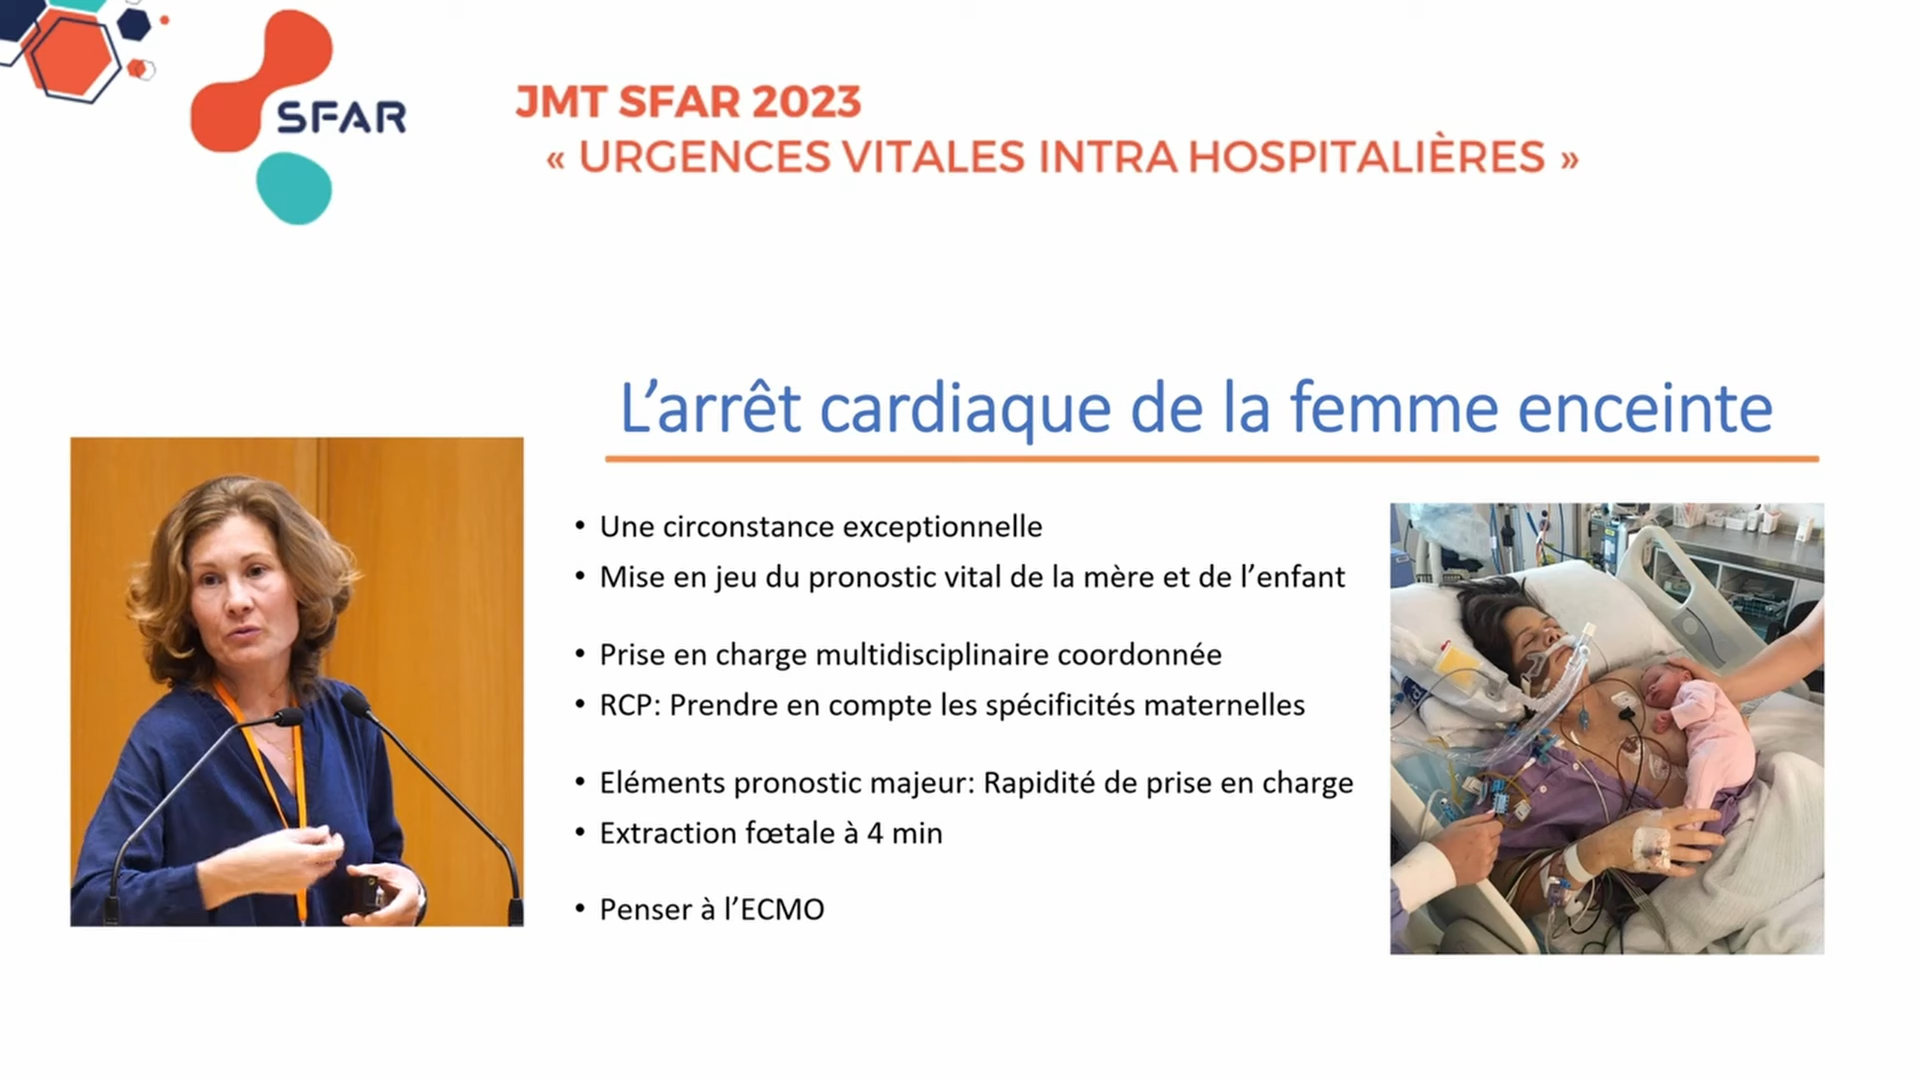 SFAR
JMT SFAR 2023
« URGENCES VITALES INTRA HOSPITALIÈRES »
L’arrêt cardiaque de la femme enceinte
• Une circonstance exceptionnelle
• Mise en jeu du pronostic vital de la mère et de l’enfant
• Prise en charge multidisciplinaire coordonnée
• RCP: Prendre en compte les spécificités maternelles
• Eléments pronostic majeur: Rapidité de prise en charge
• Extraction fœtale à 4 min
• Penser à l’ECMO